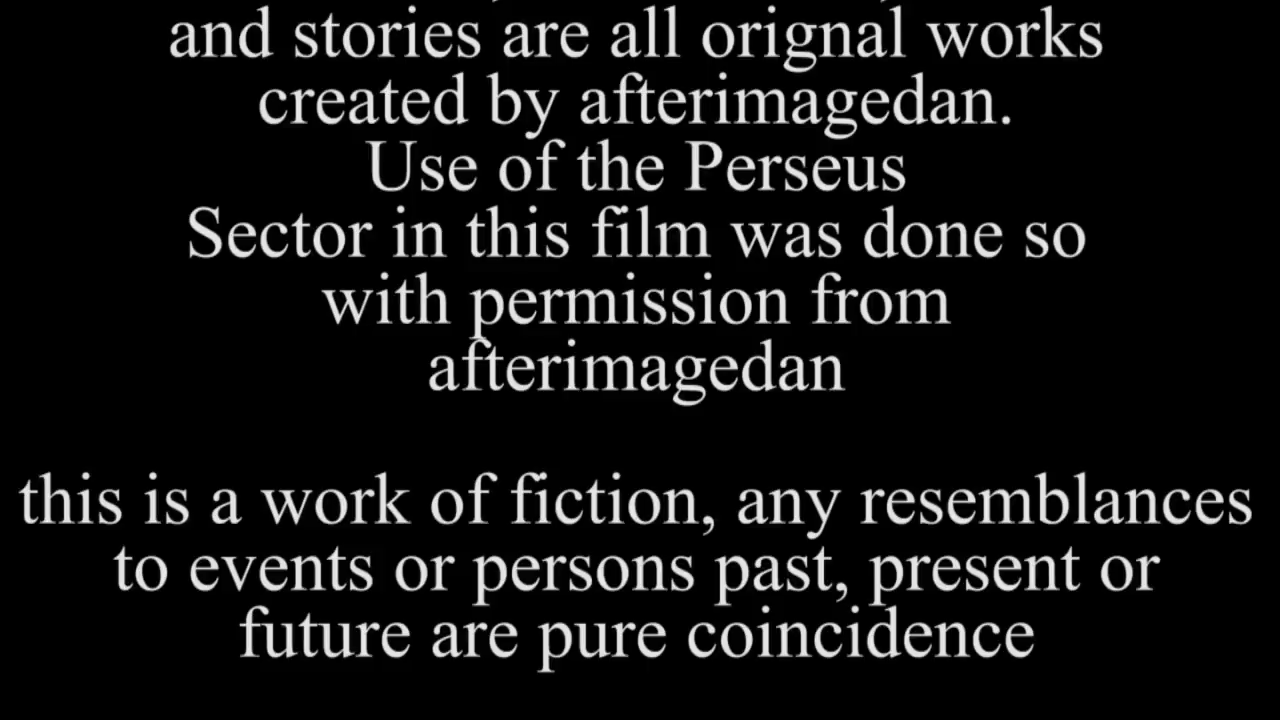 and stories are all orignal works
created by afterimagedan.
Use of the Perseus
Sector in this film was done so
with permission from
afterimagedan
this is a work of fiction, any resemblances
to events or persons past, present or
future are pure coincidence